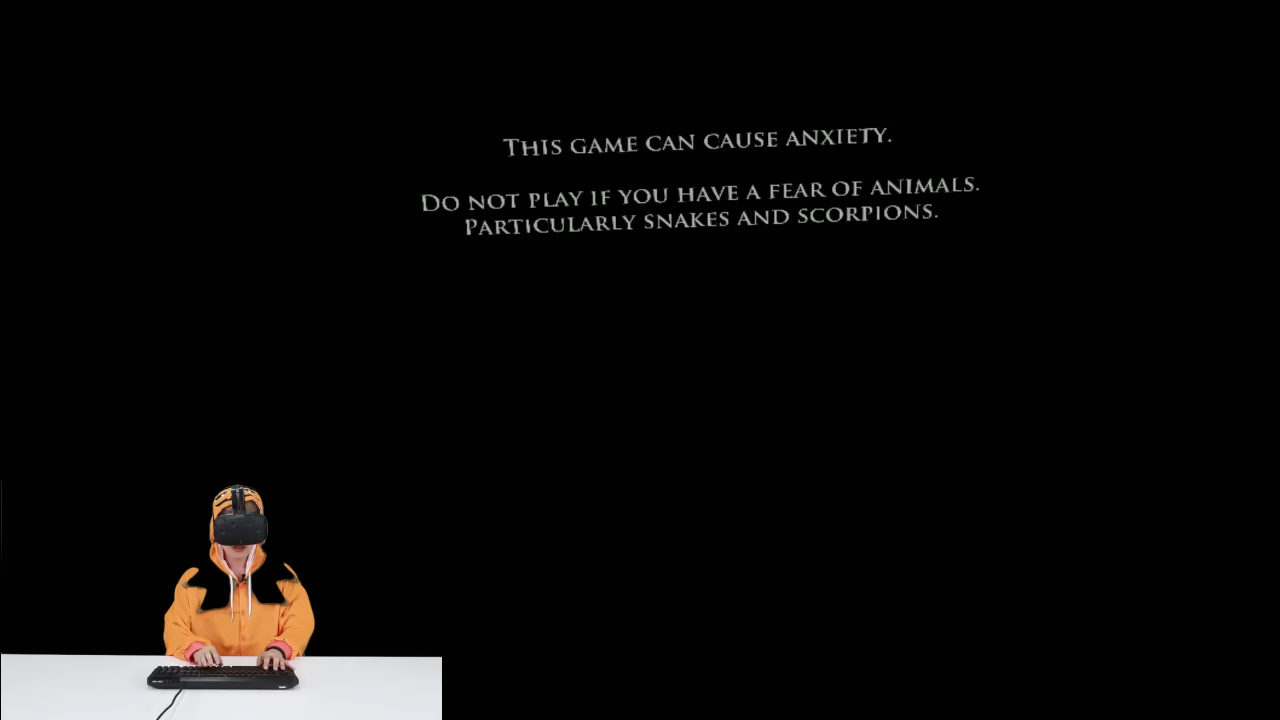 This game can cause anxiety.
Do not play if you have a fear of animals.
Particularly snakes and scorpions.